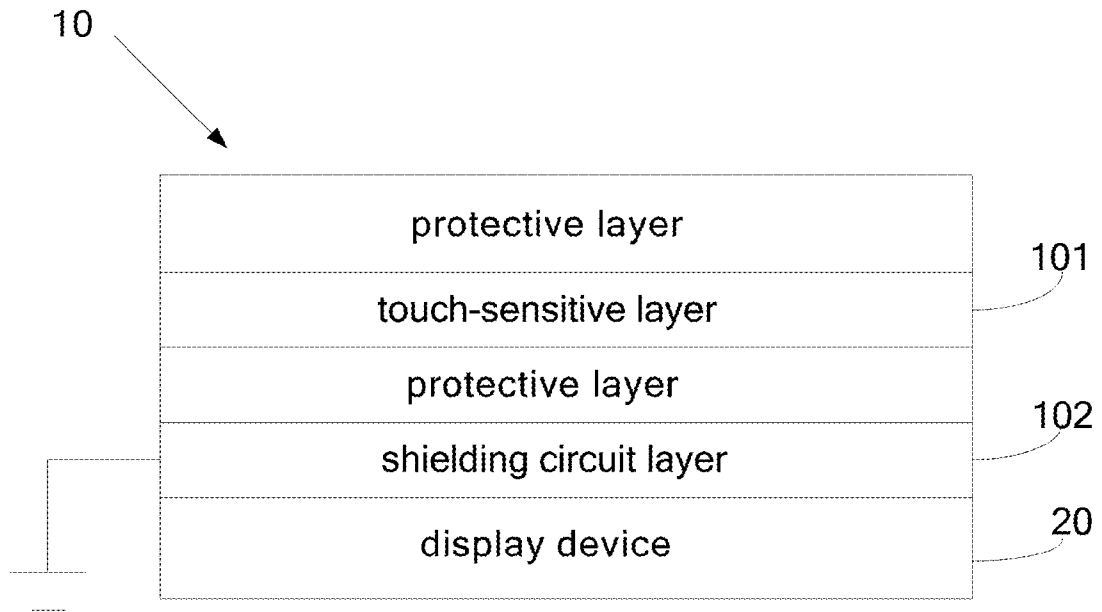 10
protective layer
101
touch-sensitive layer
protective layer
102
shielding circuit layer
20
display device